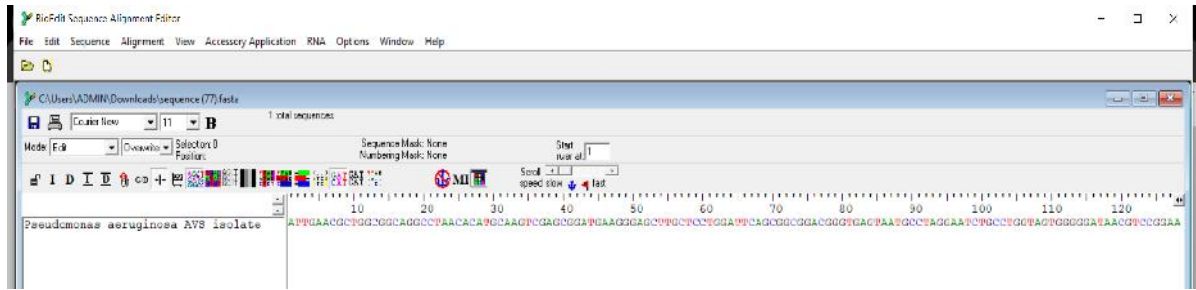 BioEdit Sequence Alignment Editor
File Edit Sequence Alignment View Accessory Application RNA Options Window Help
C:\Users\ADMIN\Downloads\sequence (77).fasta
Courier New 11 B 1 total sequences
Mode: Edit Overwrite Selection: 0 Sequence Mask: None Start
Position: Numbering Mask: None ruler at: 1
I D I D MI Scroll
speed slow fast
10 20 30 40 50 60 70 80 90 100 110 120
Pseudomonas aeruginosa AVS isolate ATTGAACGCTGGCGGCAGGCCTAACACATGCAAGTCGAGCGGATGAAGGGAGCTTGCTCCTGGATTCAGCGGCGGACGGGTGAGTAATGCCTAGGAATCTGCCTGGTAGTGGGGGATAACGTCCGGAA